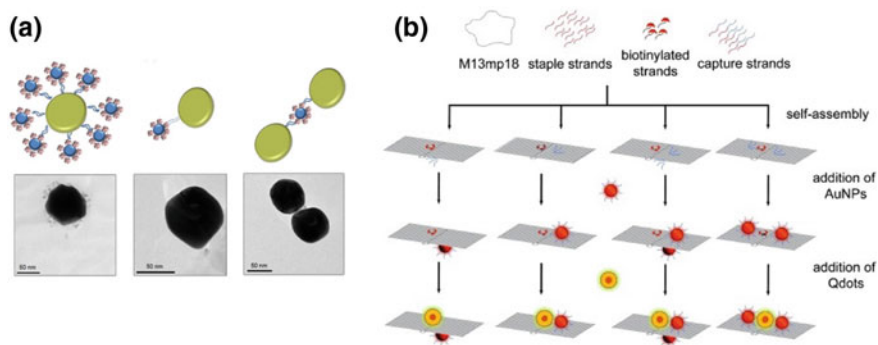 (a)
50 nm
50 nm
50 nm
(b)
M13mp18 staple strands biotinylated strands capture strands
self-assembly
addition of
AuNPs
addition of
Qdots